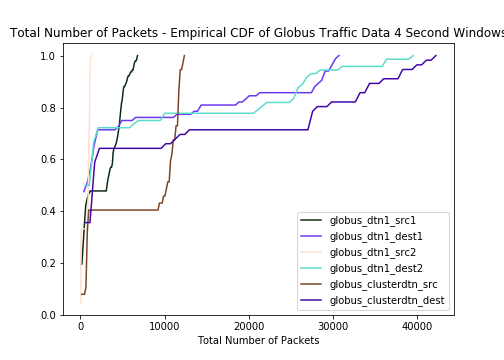 Total Number of Packets - Empirical CDF of Globus Traffic Data 4 Second Windows
1.0
0.8
0.6
0.4
0.2
0.0
globus_dtn1_src1
globus_dtn1_dest1
globus_dtn1_src2
globus_dtn1_dest2
globus_clusterdtn_src
globus_clusterdtn_dest
0 10000 20000 30000 40000
Total Number of Packets